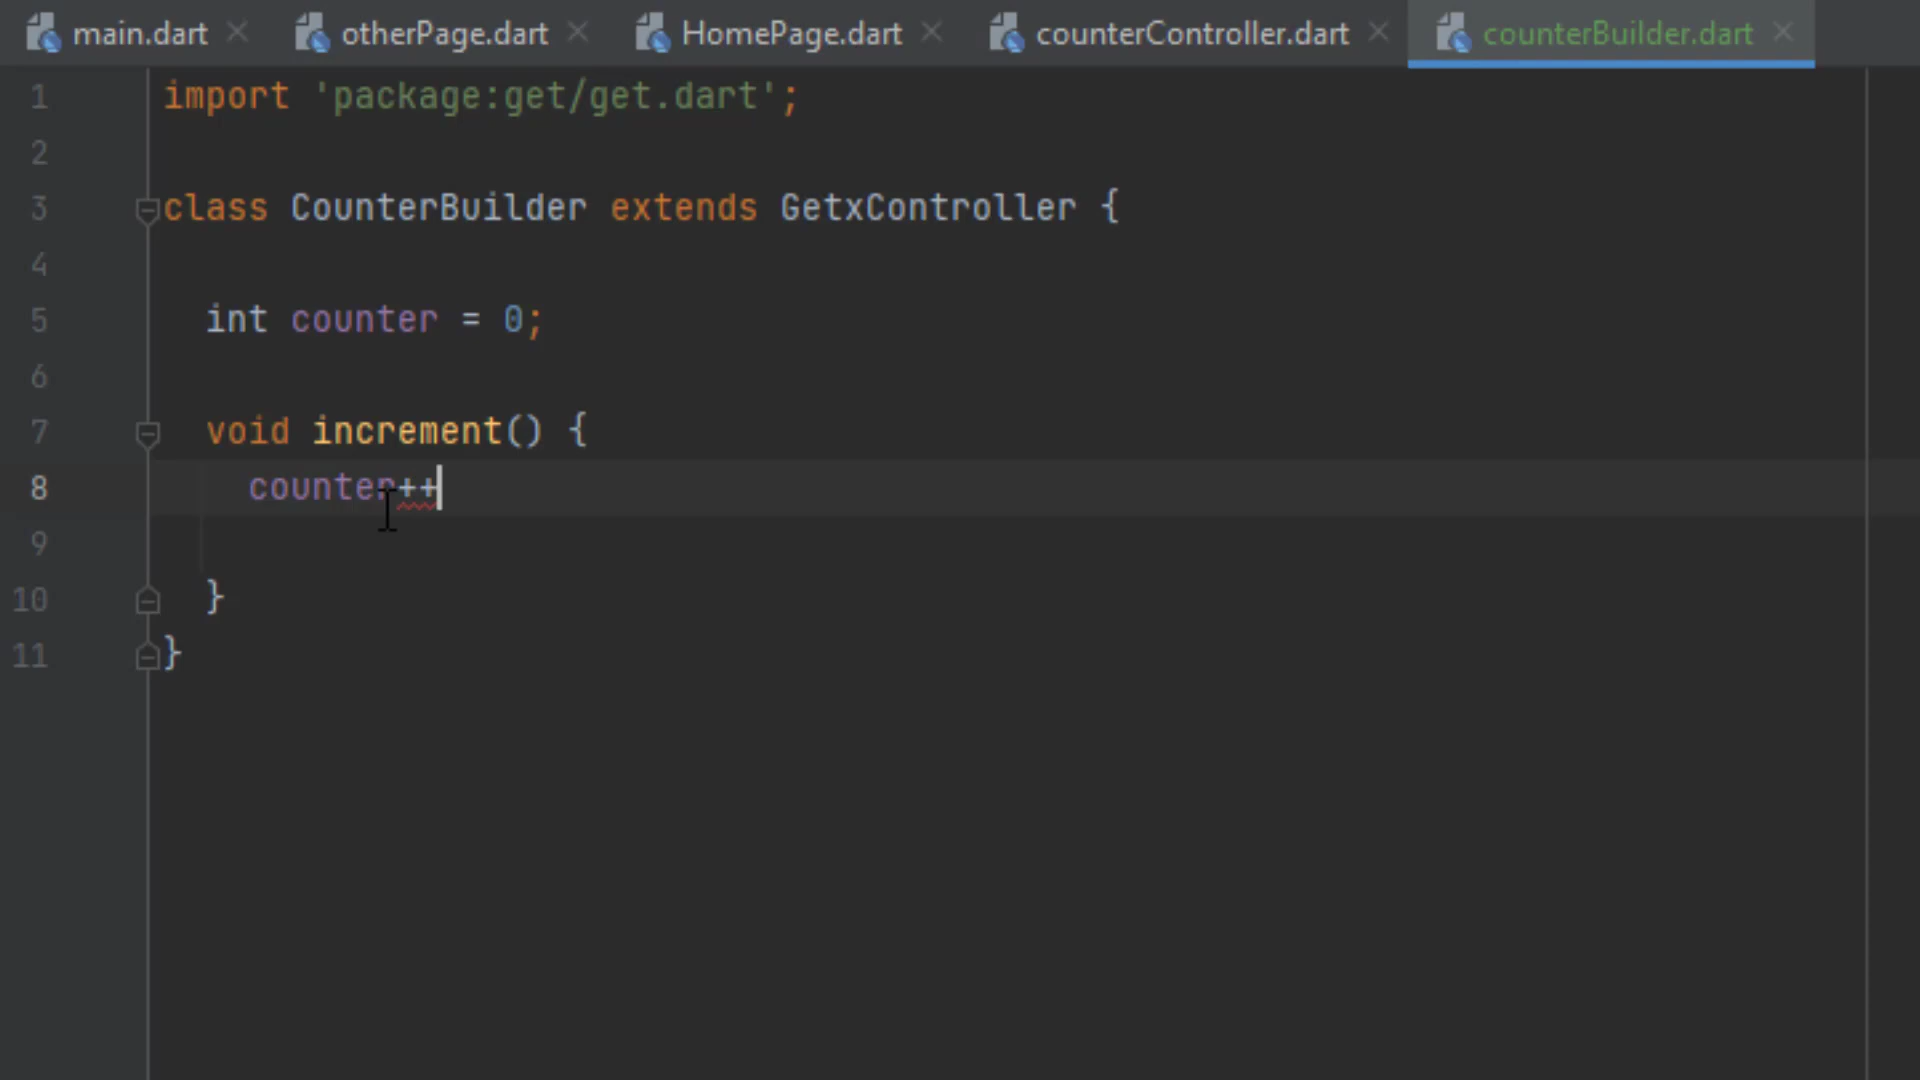 main.dart otherPage.dart HomePage.dart counterController.dart counterBuilder.dart
1 import 'package:get/get.dart';
2
3 class CounterBuilder extends GetxController {
4
5 int counter = 0;
6
7 void increment() {
8 counter++
9
10 }
11 }